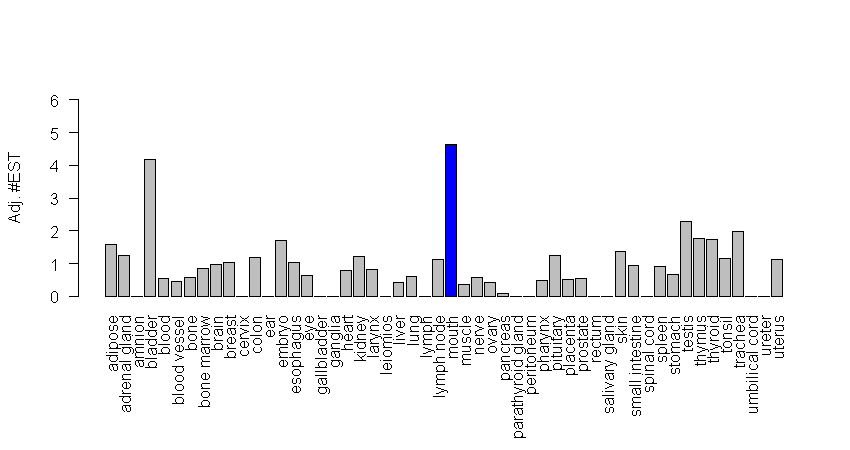 Adj. #EST
6
5
4
3
2
1
0
adipose
adrenal gland
amnion
bladder
blood
blood vessel
bone
bone marrow
brain
breast
cervix
colon
ear
embryo
esophagus
eye
gallbladder
ganglia
heart
kidney
larynx
leiomios
liver
lung
lymph
lymph node
mouth
muscle
nerve
ovary
pancreas
parathyroid gland
peritoneum
pharynx
pituitary
placenta
prostate
rectum
salivary gland
skin
small intestine
spinal cord
spleen
stomach
testis
thymus
thyroid
tonsil
trachea
umbilical cord
ureter
uterus